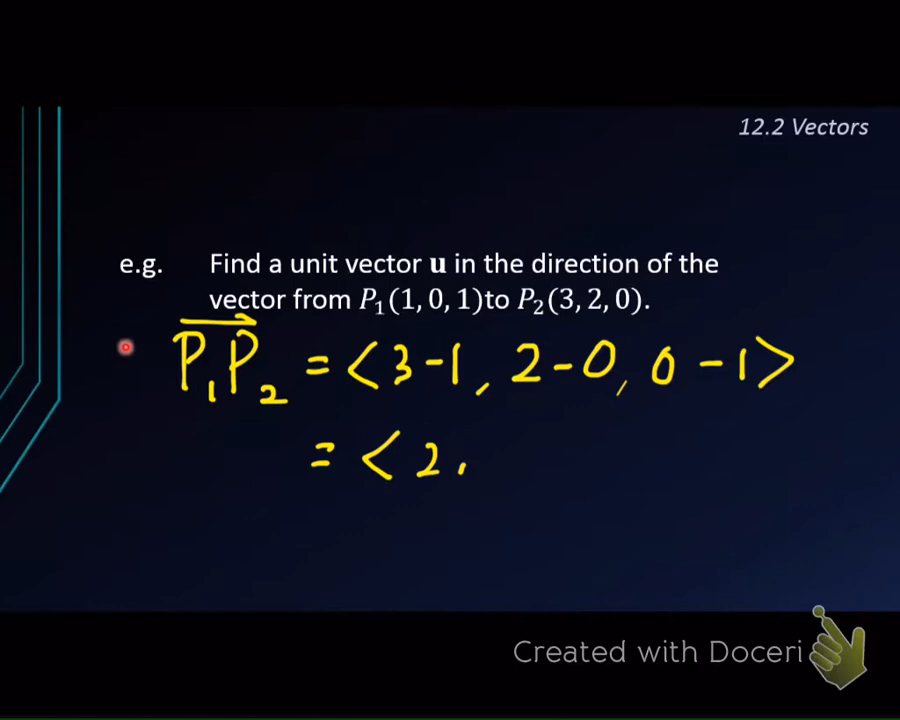 12.2 Vectors
e.g. Find a unit vector u in the direction of the
vector from P₁(1, 0, 1)to P₂(3, 2, 0).
P₁P₂ = <3-1, 2-0, 0-1>
= < 2,
Created with Doceri